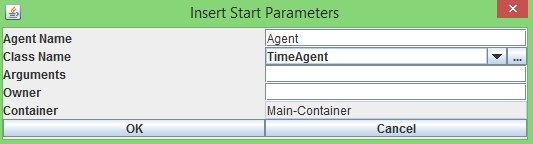 Insert Start Parameters
Agent Name Agent
Class Name TimeAgent ...
Arguments
Owner
Container Main-Container
OK Cancel